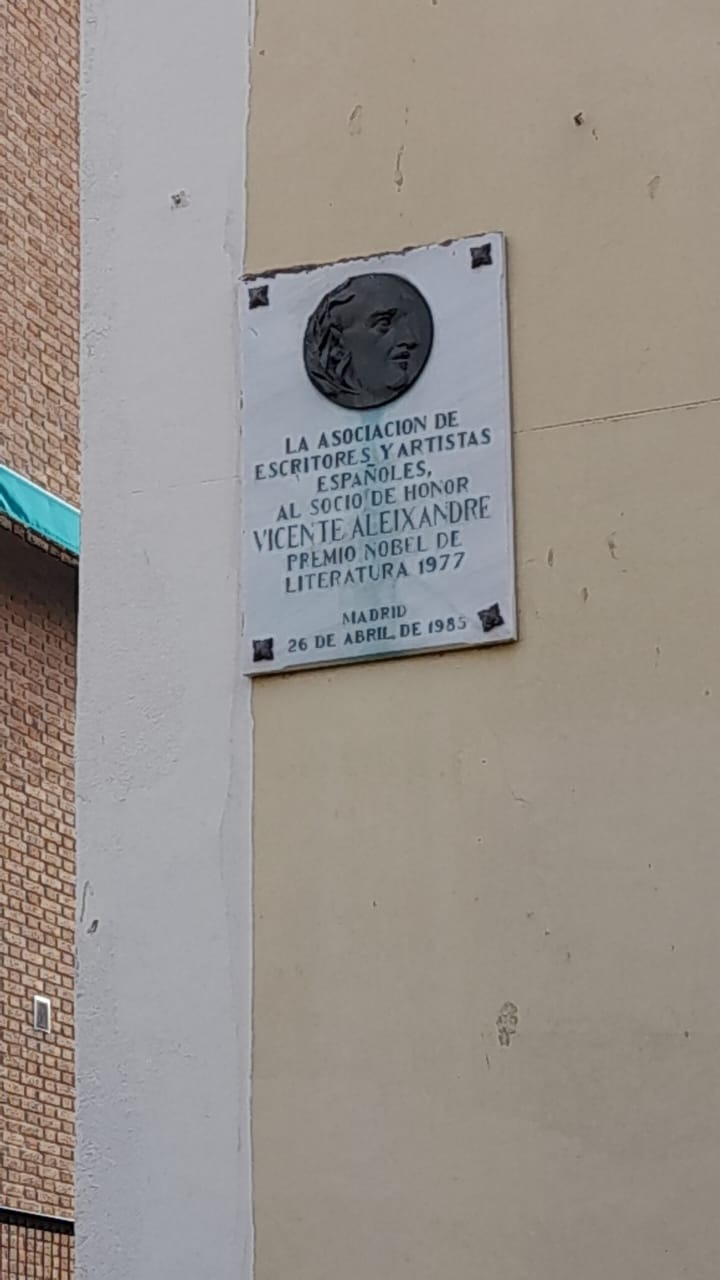 LA ASOCIACION DE
ESCRITORES Y ARTISTAS
ESPAÑOLES,
AL SOCIO DE HONOR
VICENTE ALEIXANDRE
PREMIO NOBEL DE
LITERATURA 1977
MADRID
26 DE ABRIL, DE 1985